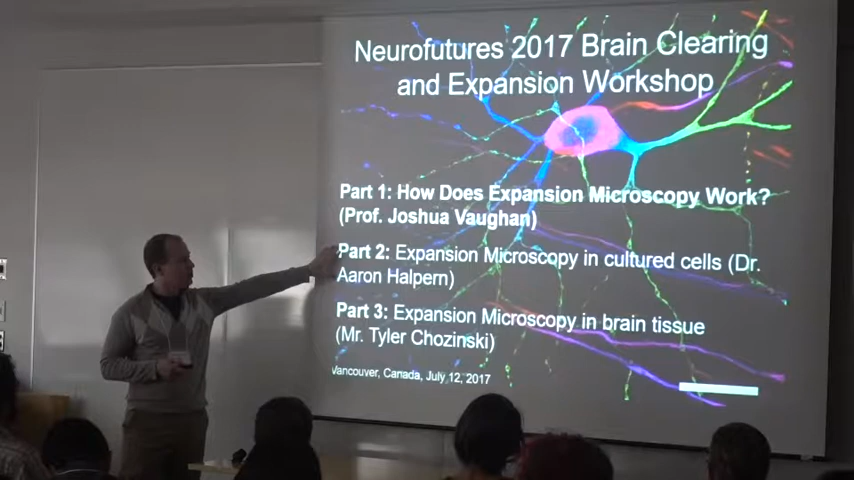 Neurofutures 2017 Brain Clearing
and Expansion Workshop
Part 1: How Does Expansion Microscopy Work?
(Prof. Joshua Vaughan)
Part 2: Expansion Microscopy in cultured cells (Dr.
Aaron Halpern)
Part 3: Expansion Microscopy in brain tissue
(Mr. Tyler Chozinski)
Vancouver, Canada, July 12, 2017